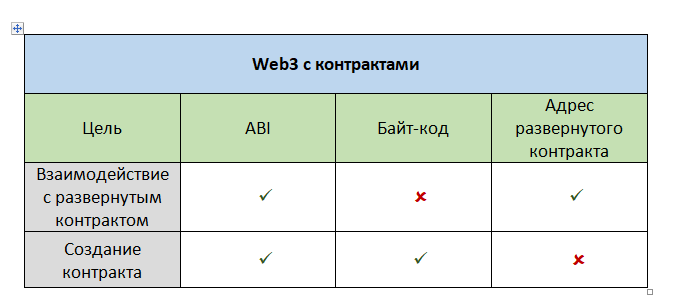 Web3 с контрактами
Цель
ABI
Байт-код
Адрес
развернутого
контракта
Взаимодействие
с развернутым
контрактом
✓
✘
✓
Создание
контракта
✓
✓
✘